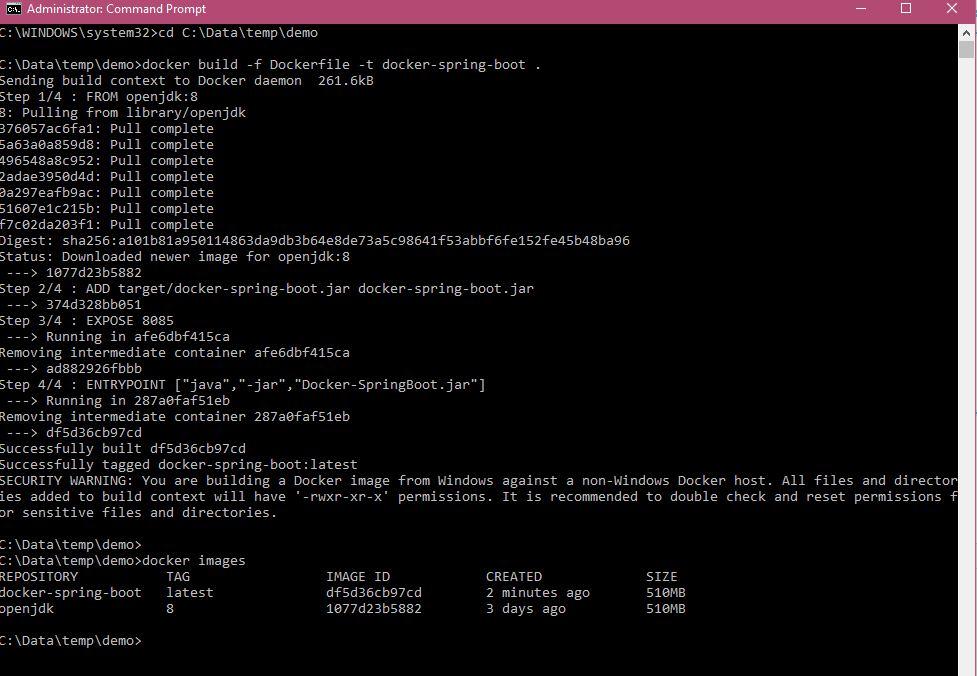 Administrator: Command Prompt
C:\WINDOWS\system32>cd C:\Data\temp\demo
C:\Data\temp\demo>docker build -f Dockerfile -t docker-spring-boot .
Sending build context to Docker daemon  261.6kB
Step 1/4 : FROM openjdk:8
8: Pulling from library/openjdk
376057ac6fa1: Pull complete
5a63a0a859d8: Pull complete
496548a8c952: Pull complete
2adae3950d4d: Pull complete
0a297eafb9ac: Pull complete
51607e1c215b: Pull complete
f7c02da203f1: Pull complete
Digest: sha256:a101b81a950114863da9db3b64e8de73a5c98641f53abbf6fe152fe45b48ba96
Status: Downloaded newer image for openjdk:8
 ---> 1077d23b5882
Step 2/4 : ADD target/docker-spring-boot.jar docker-spring-boot.jar
 ---> 374d328bb051
Step 3/4 : EXPOSE 8085
 ---> Running in afe6dbf415ca
Removing intermediate container afe6dbf415ca
 ---> ad882926fbbb
Step 4/4 : ENTRYPOINT ["java","-jar","Docker-SpringBoot.jar"]
 ---> Running in 287a0faf51eb
Removing intermediate container 287a0faf51eb
 ---> df5d36cb97cd
Successfully built df5d36cb97cd
Successfully tagged docker-spring-boot:latest
SECURITY WARNING: You are building a Docker image from Windows against a non-Windows Docker host. All files and director
ies added to build context will have '-rwxr-xr-x' permissions. It is recommended to double check and reset permissions f
or sensitive files and directories.
C:\Data\temp\demo>
C:\Data\temp\demo>docker images
REPOSITORY TAG IMAGE ID CREATED SIZE
docker-spring-boot latest df5d36cb97cd 2 minutes ago 510MB
openjdk 8 1077d23b5882 3 days ago 510MB
C:\Data\temp\demo>